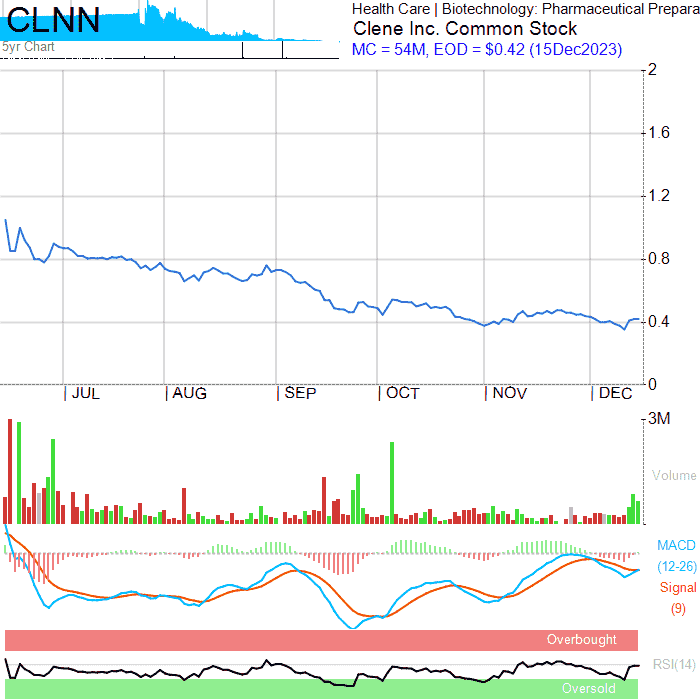 CLNN
5yr Chart
Health Care | Biotechnology: Pharmaceutical Prepara
Clene Inc. Common Stock
MC = 54M, EOD = $0.42 (15Dec2023)
2
1.6
1.2
0.8
0.4
0
JUL
AUG
SEP
OCT
NOV
DEC
3M
Volume
MACD
(12-26)
Signal
(9)
Overbought
RSI(14)
Oversold